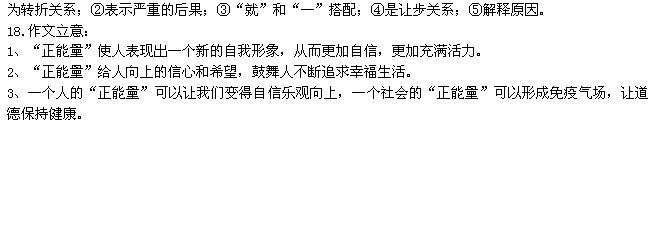 为转折关系；②表示严重的后果；③“就”和“一”搭配；④是让步关系；⑤解释原因。
18.作文立意：
1、“正能量”使人表现出一个新的自我形象，从而更加自信，更加充满活力。
2、“正能量”给人向上的信心和希望，鼓舞人不断追求幸福生活。
3、一个人的“正能量”可以让我们变得自信乐观向上，一个社会的“正能量”可以形成免疫气场，让道
德保持健康。